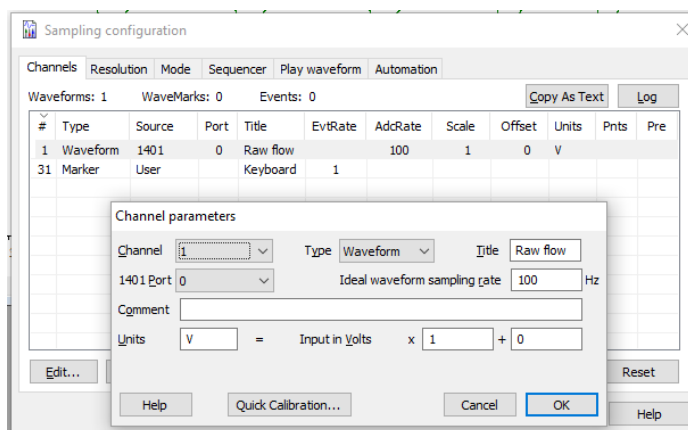 Sampling configuration
Channels Resolution Mode Sequencer Play waveform Automation
Waveforms: 1 WaveMarks: 0 Events: 0 Copy As Text Log
# Type Source Port Title EvtRate AdcRate Scale Offset Units Pnts Pre
1 Waveform 1401 0 Raw flow 100 1 0 V
31 Marker User Keyboard 1
Channel parameters
Channel 1 Type Waveform Title Raw flow
1401 Port 0 Ideal waveform sampling rate 100 Hz
Comment
Units V = Input in Volts x 1 + 0
Edit... Reset
Help Quick Calibration... Cancel OK
Help